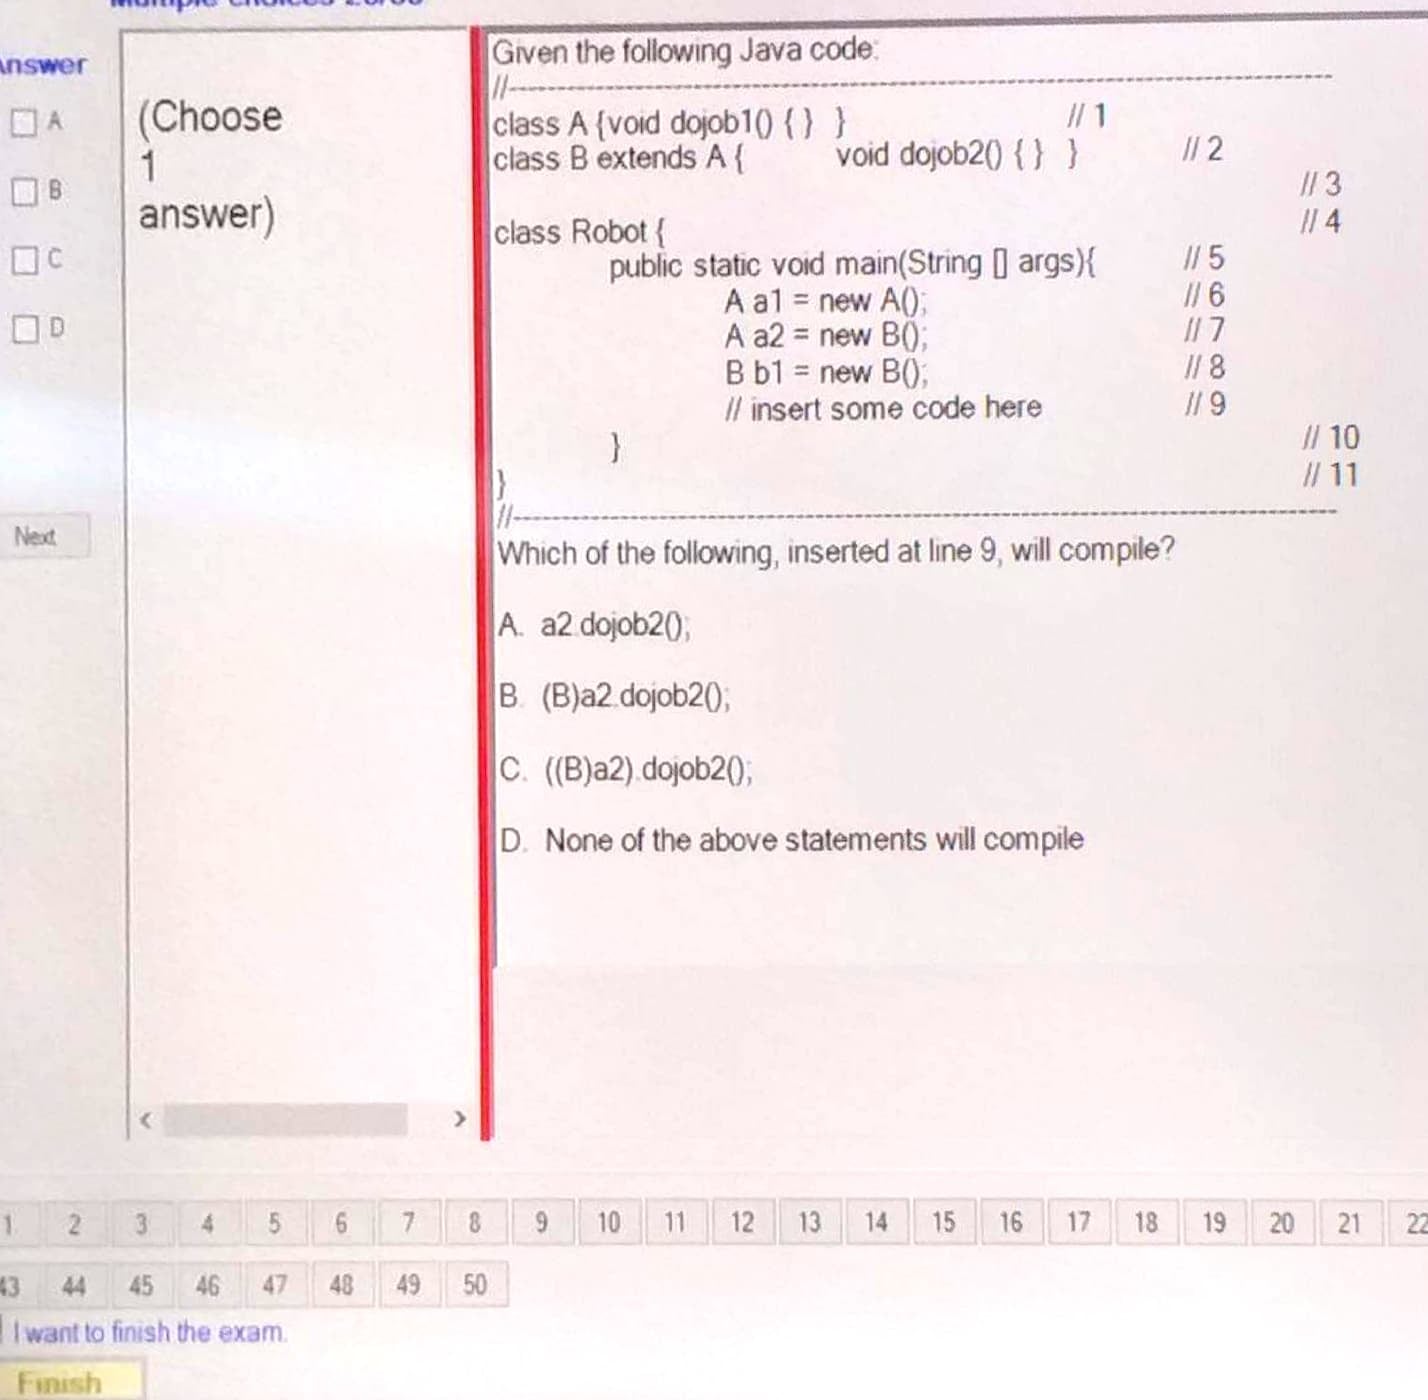 Answer
A
B
C
D
Next
(Choose
1
answer)
Given the following Java code:
//------------------------------------------------------------
class A {void dojob1() { } } // 1
class B extends A { void dojob2() { } } // 2
// 3
class Robot { // 4
public static void main(String [] args){ // 5
A a1 = new A(); // 6
A a2 = new B(); // 7
B b1 = new B(); // 8
// insert some code here // 9
} // 10
} // 11
//------------------------------------------------------------
Which of the following, inserted at line 9, will compile?
A. a2.dojob2();
B. (B)a2.dojob2();
C. ((B)a2).dojob2();
D. None of the above statements will compile
1 2 3 4 5 6 7 8 9 10 11 12 13 14 15 16 17 18 19 20 21 22
43 44 45 46 47 48 49 50
I want to finish the exam.
Finish